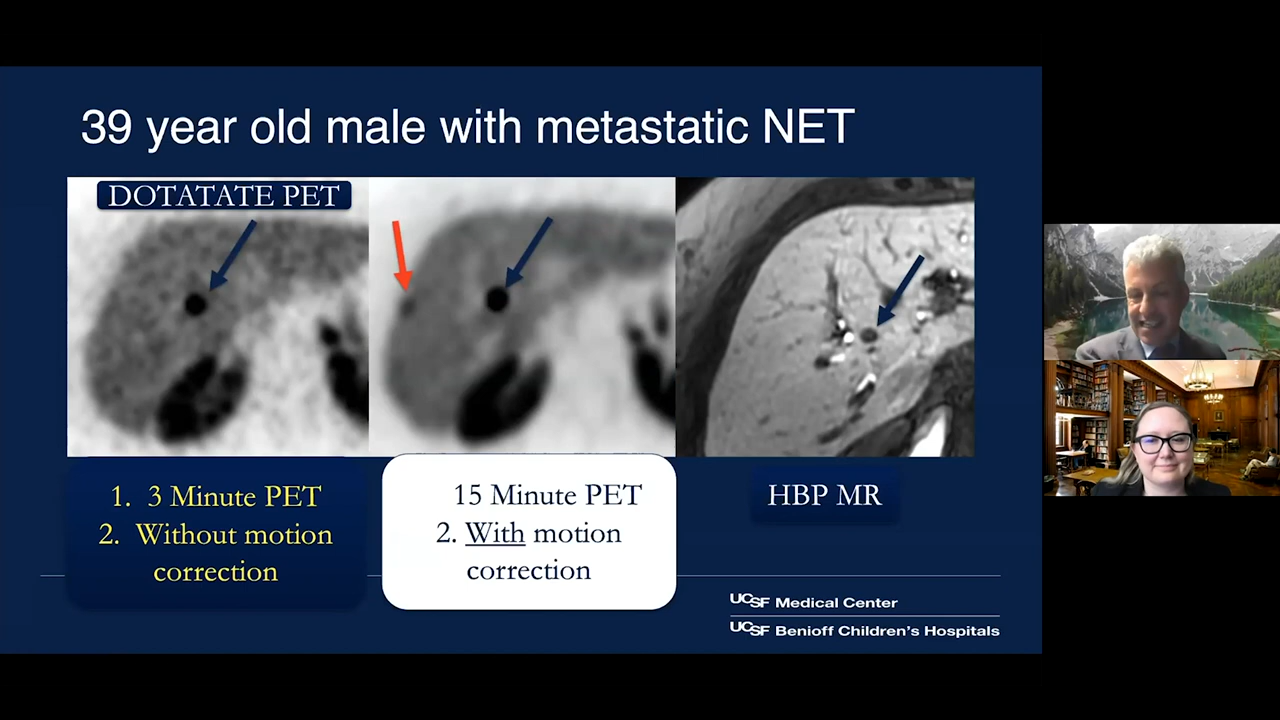 39 year old male with metastatic NET
DOTATATE PET
1. 3 Minute PET
2. Without motion
correction
15 Minute PET
2. With motion
correction
HBP MR
UCSF Medical Center
UCSF Benioff Children's Hospitals